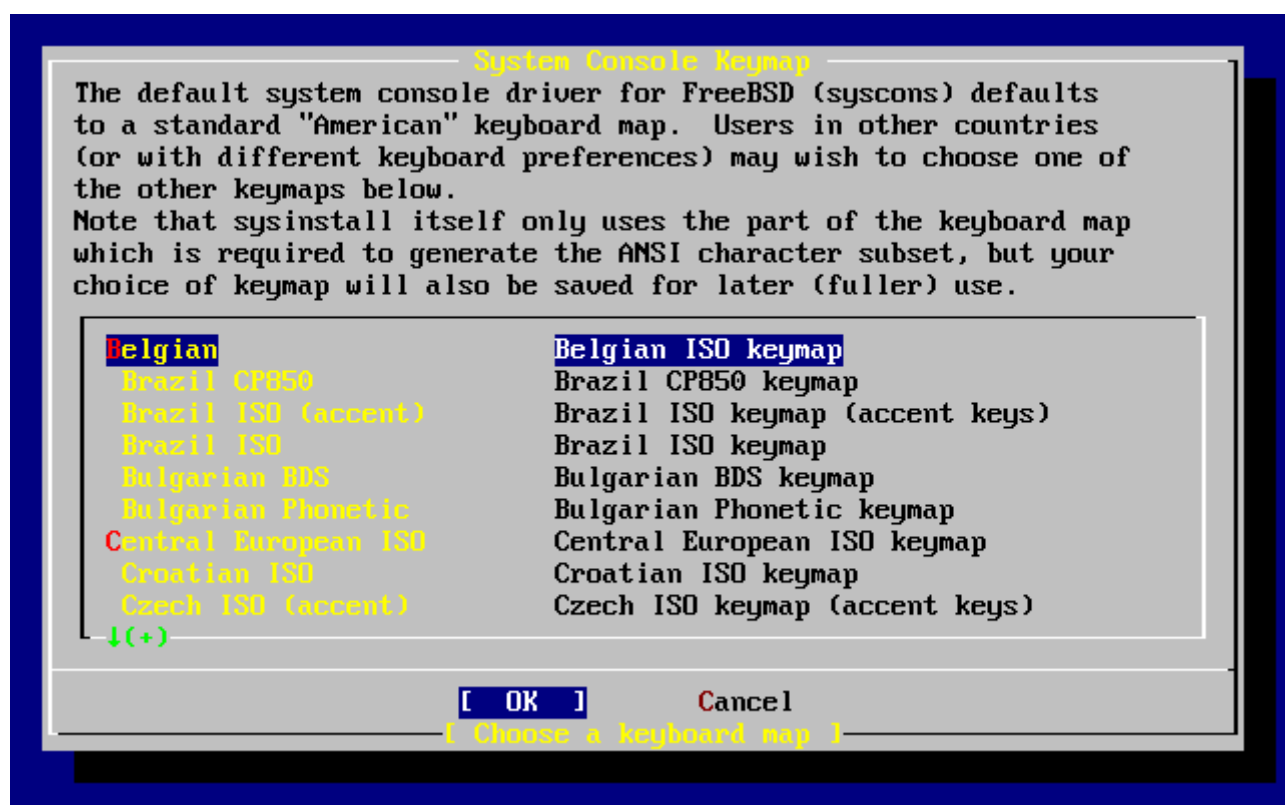 System Console Keymap
The default system console driver for FreeBSD (syscons) defaults
to a standard "American" keyboard map.  Users in other countries
(or with different keyboard preferences) may wish to choose one of
the other keymaps below.
Note that sysinstall itself only uses the part of the keyboard map
which is required to generate the ANSI character subset, but your
choice of keymap will also be saved for later (fuller) use.
Belgian Belgian ISO keymap
Brazil CP850 Brazil CP850 keymap
Brazil ISO (accent) Brazil ISO keymap (accent keys)
Brazil ISO Brazil ISO keymap
Bulgarian BDS Bulgarian BDS keymap
Bulgarian Phonetic Bulgarian Phonetic keymap
Central European ISO Central European ISO keymap
Croatian ISO Croatian ISO keymap
Czech ISO (accent) Czech ISO keymap (accent keys)
↓(+)
[ OK ] Cancel
[ Choose a keyboard map ]